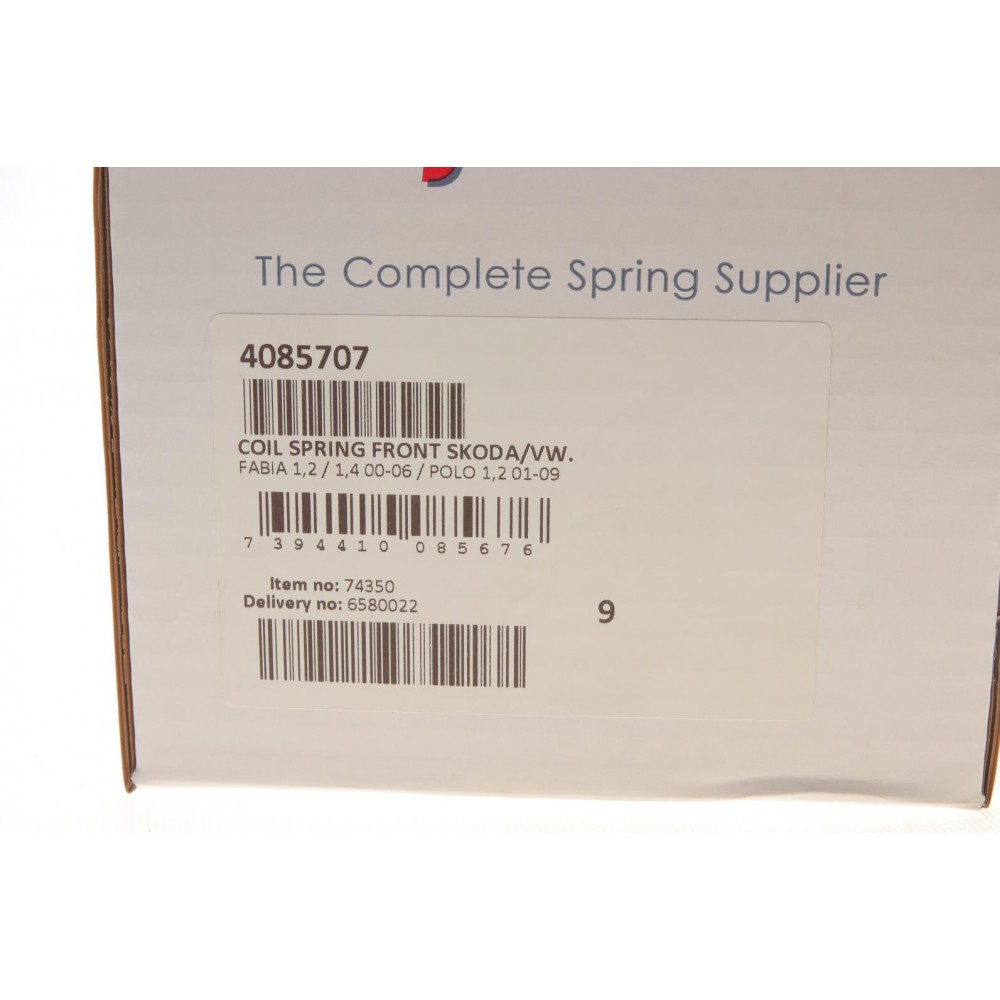 The Complete Spring Supplier
4085707
COIL SPRING FRONT SKODA/VW.
FABIA 1,2 / 1,4 00-06 / POLO 1,2 01-09
7 394410 085676
Item no: 74350
Delivery no: 6580022
9